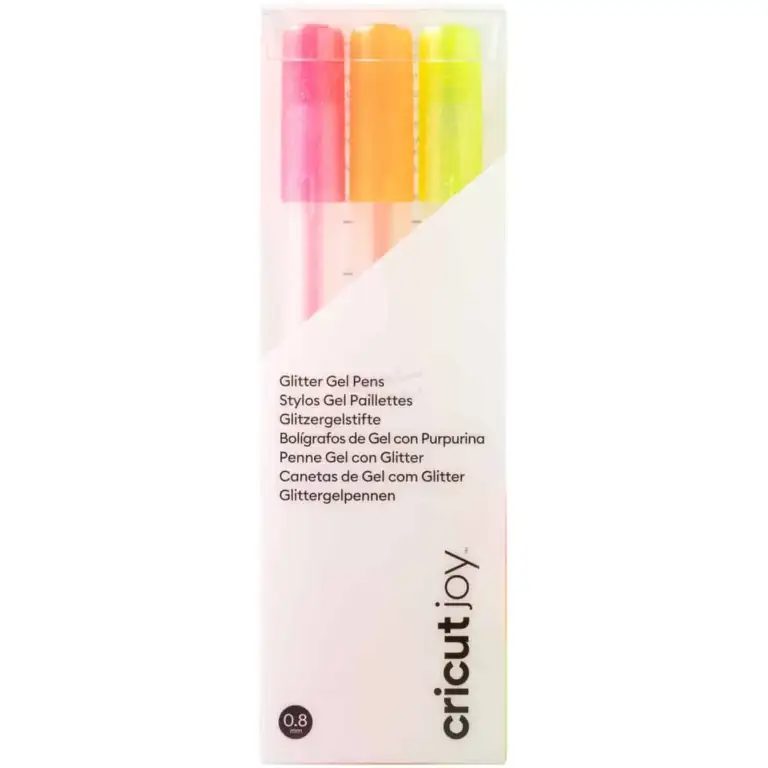 Glitter Gel Pens
Stylos Gel Paillettes
Glitzergelstifte
Bolígrafos de Gel con Purpurina
Penne Gel con Glitter
Canetas de Gel com Glitter
Glittergelpennen
cricut joy™
0.8
mm